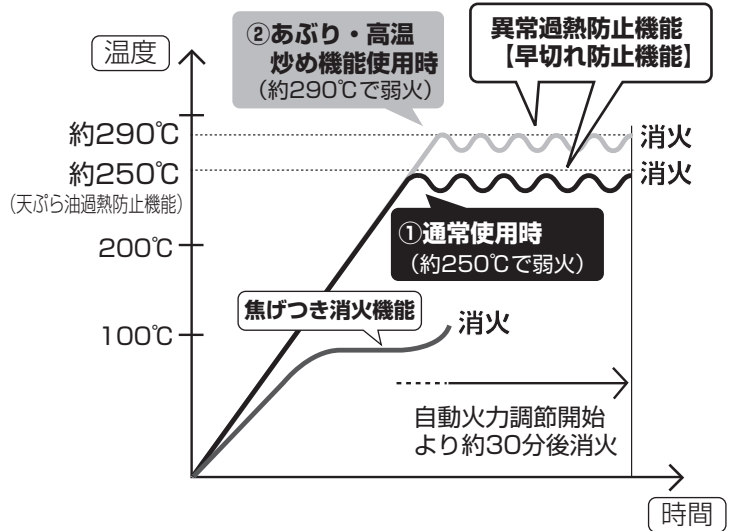 温度
②あぶり・高温
炒め機能使用時
（約290℃で弱火）
異常過熱防止機能
【早切れ防止機能】
約290℃
消火
約250℃
（天ぷら油過熱防止機能）
消火
①通常使用時
（約250℃で弱火）
200℃
焦げつき消火機能
消火
100℃
自動火力調節開始
より約30分後消火
時間